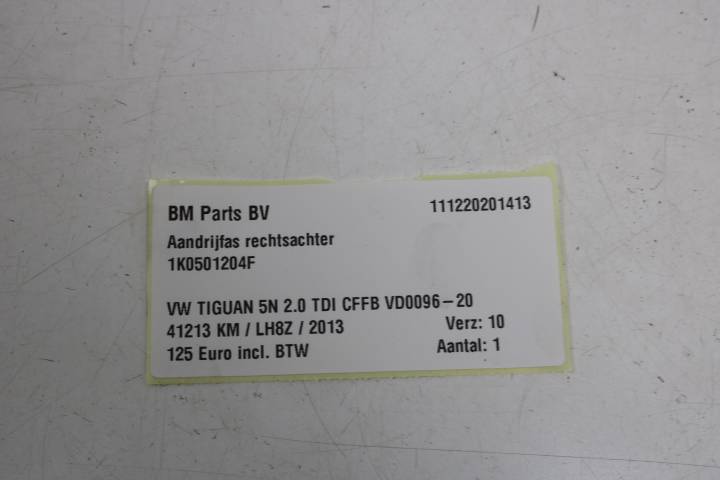 BM Parts BV 111220201413
Aandrijfas rechtsachter
1K0501204F
VW TIGUAN 5N 2.0 TDI CFFB VD0096-20
41213 KM / LH8Z / 2013 Verz: 10
125 Euro incl. BTW Aantal: 1